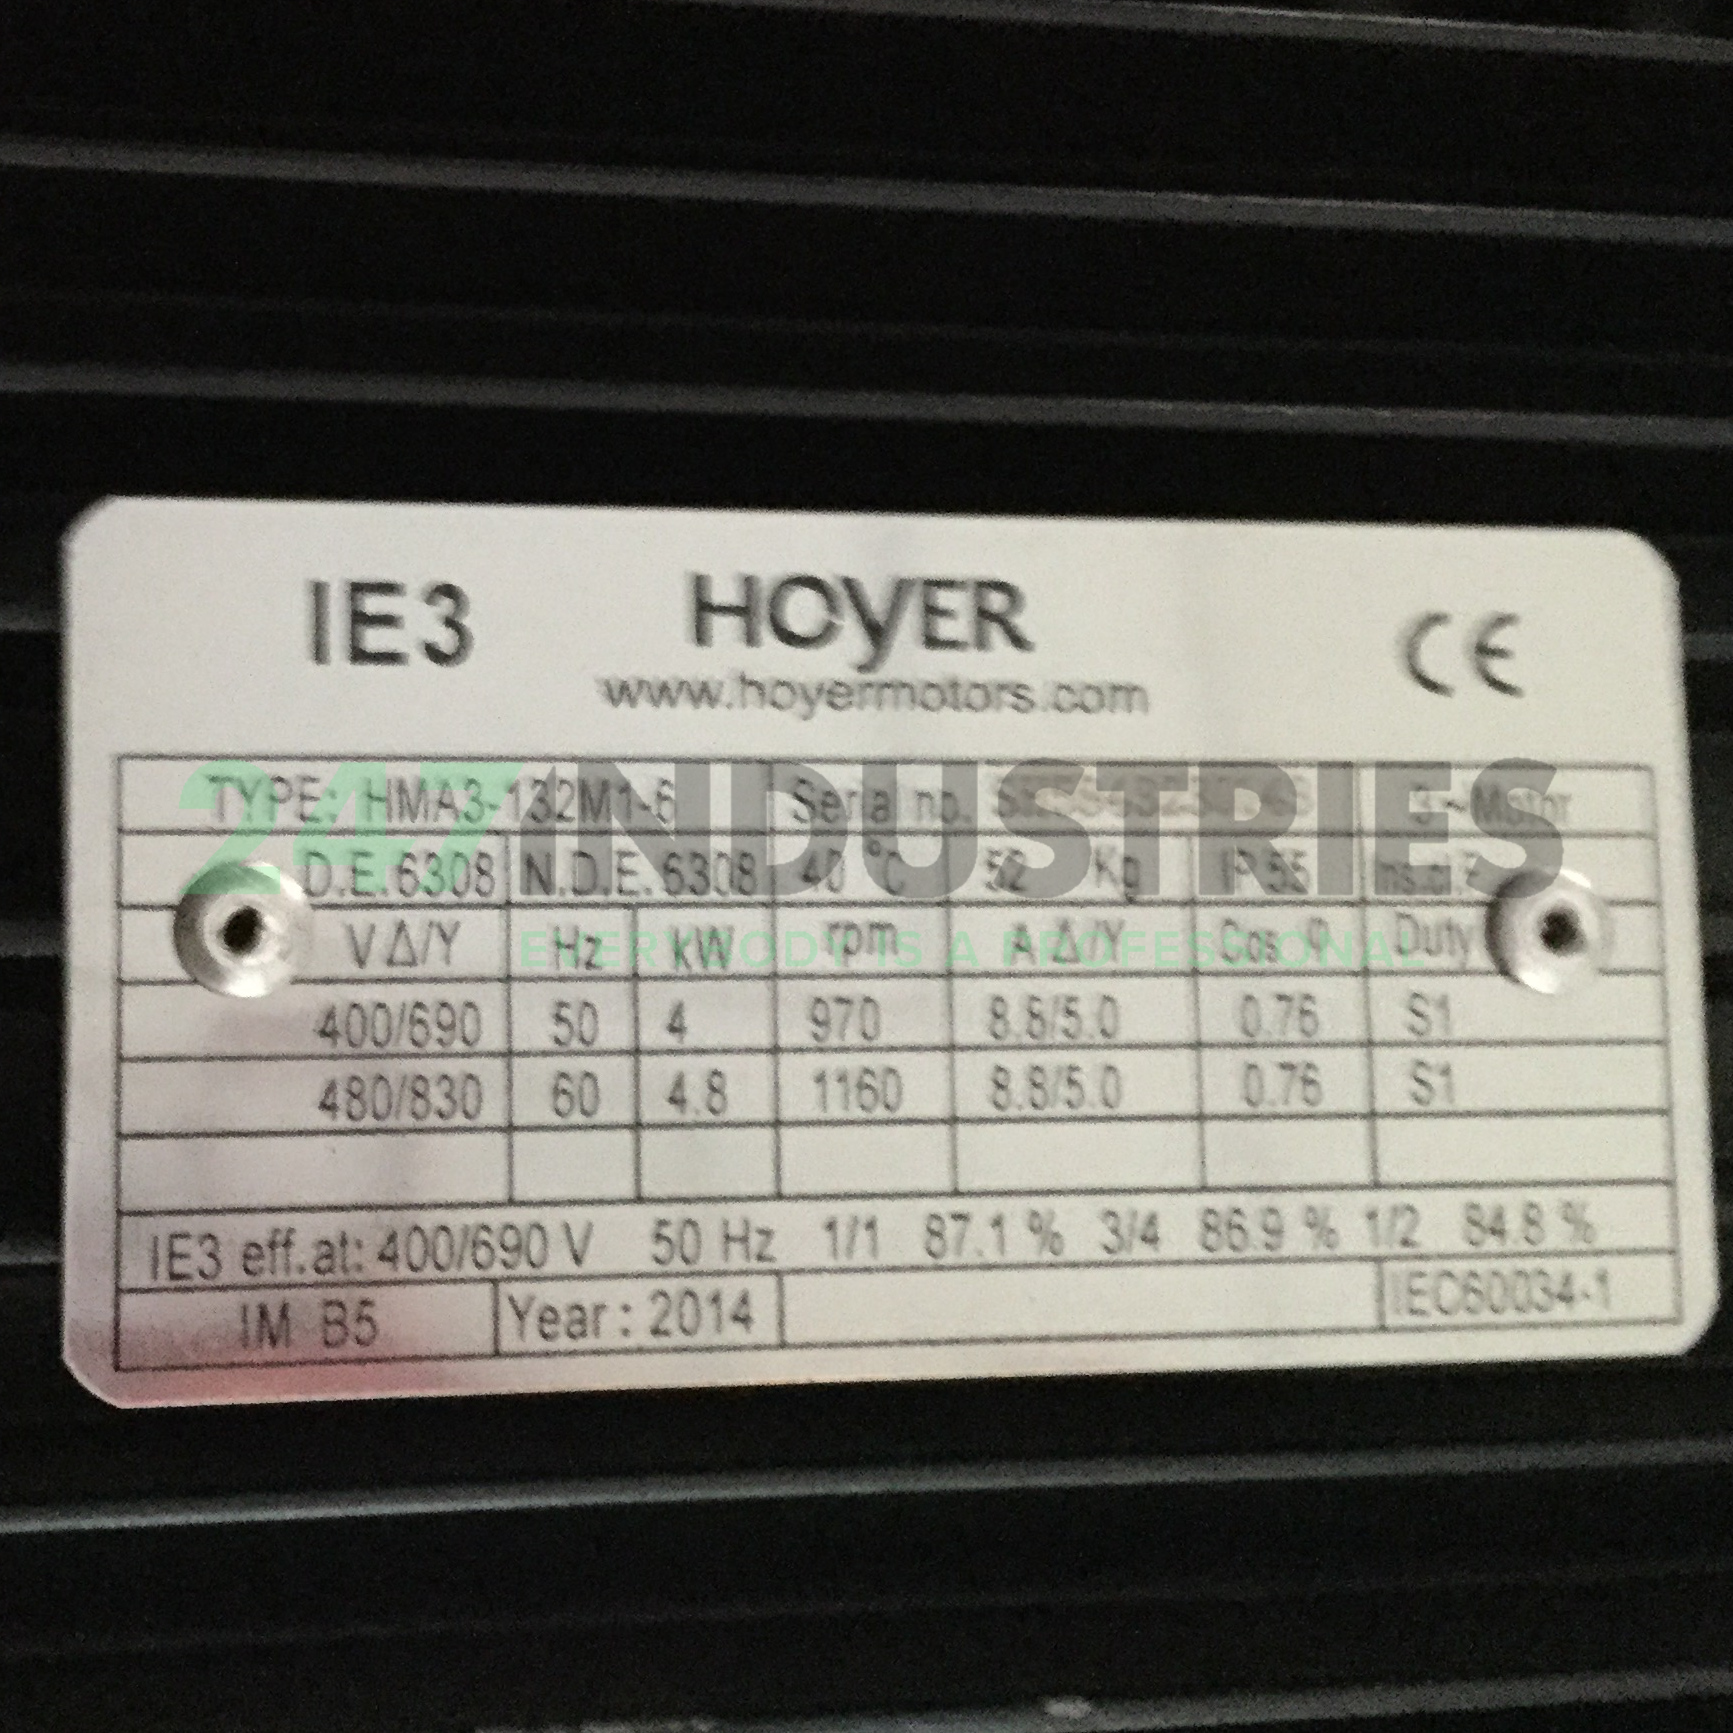 IE3 HOYER CE
www.hoyermotors.com
TYPE: HMA3-132M1-6 Serial no. 3~Motor
247INDUSTRIES
D.E.6308 N.D.E.6308 40 °C 52 Kg IP 55 Ins.cl.F
EVERYBODY IS A PROFESSIONAL
V Δ/Y Hz kW rpm A Δ/Y Cos Duty
400/690 50 4 970 8.8/5.0 0.76 S1
480/830 60 4.8 1160 8.8/5.0 0.76 S1
IE3 eff.at: 400/690 V 50 Hz 1/1 87.1 % 3/4 86.9 % 1/2 84.8 %
IM B5 Year : 2014 IEC60034-1